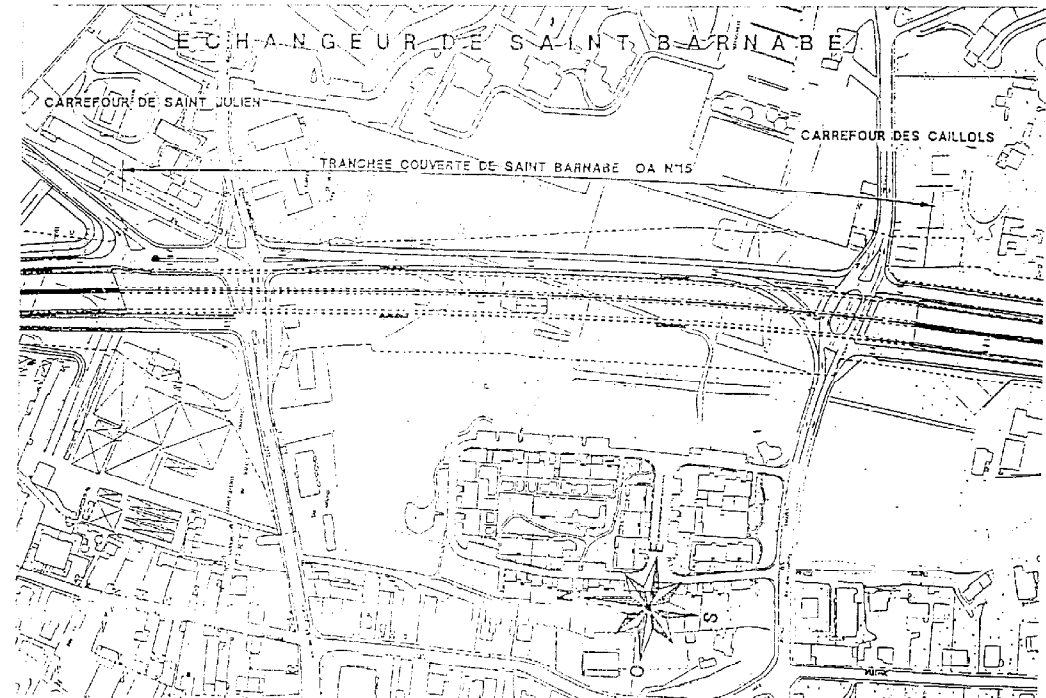 ECHANGEUR DE SAINT BARNABE
CARREFOUR DE SAINT JULIEN
CARREFOUR DES CAILLOLS
TRANCHEE COUVERTE DE SAINT BARNABE OA N°15
E
N
S
O